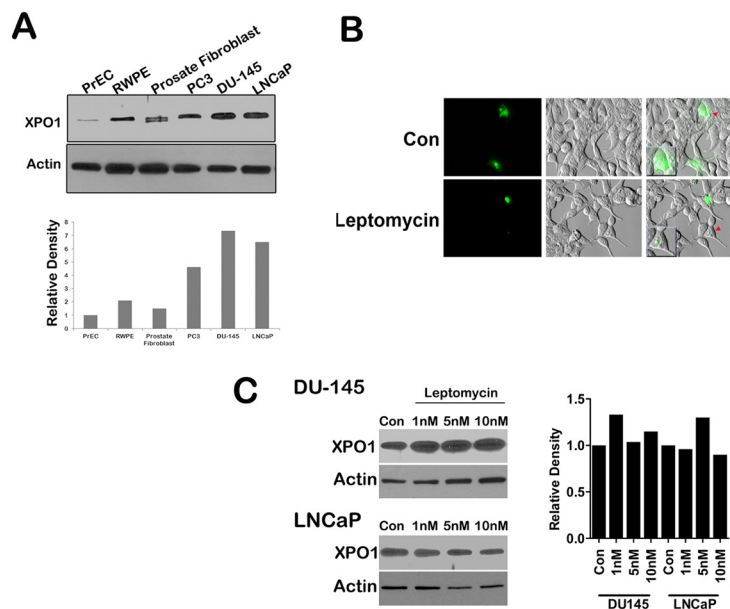 A
PrEC RWPE Prosate Fibroblast PC3 DU-145 LNCaP
XPO1
Actin
Relative Density
8
7
6
5
4
3
2
1
0
PrEC RWPE Prostate Fibroblast PC3 DU-145 LNCaP
B
Con
Leptomycin
C
DU-145
Leptomycin
Con 1nM 5nM 10nM
XPO1
Actin
LNCaP
Con 1nM 5nM 10nM
XPO1
Actin
Relative Density
1.5
1.0
0.5
0.0
Con 1nM 5nM 10nM Con 1nM 5nM 10nM
DU145 LNCaP